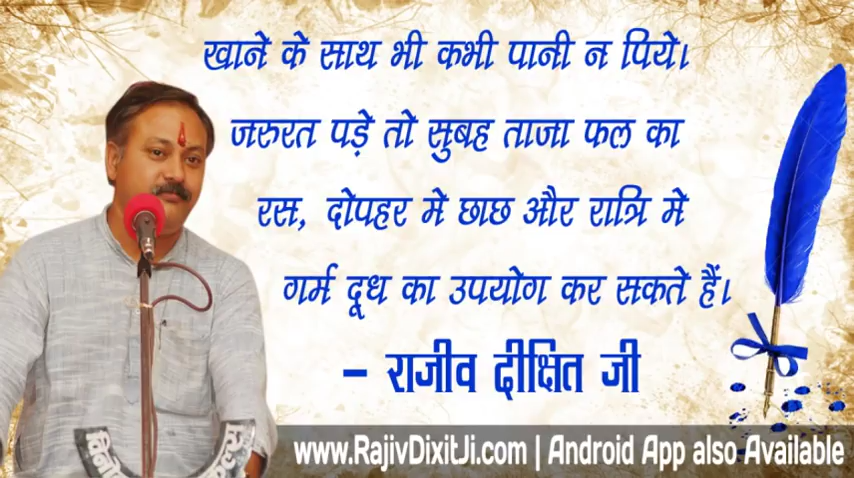 खाने के साथ भी कभी पानी न पिये।
जरुरत पड़े तो सुबह ताजा फल का
रस, दोपहर मे छाछ और रात्रि मे
गर्म दूध का उपयोग कर सकते हैं।
– राजीव दीक्षित जी
www.RajivDixitJi.com | Android App also Available